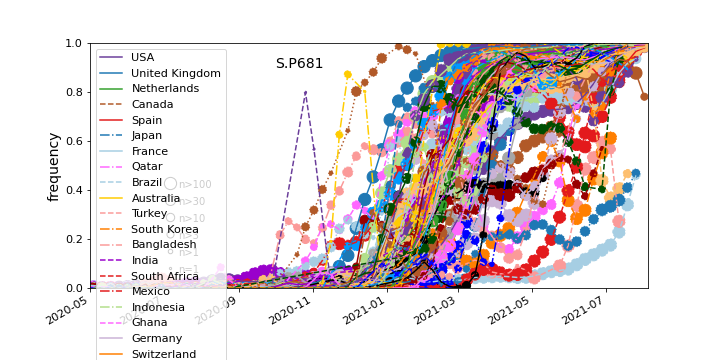 S.P681
frequency
1.0
0.8
0.6
0.4
0.2
0.0
USA
United Kingdom
Netherlands
Canada
Spain
Japan
France
Qatar
Brazil
Australia
Turkey
South Korea
Bangladesh
India
South Africa
Mexico
Indonesia
Ghana
Germany
Switzerland
n>100
n>30
n>10
n>1
2020-05
2020-09
2020-11
2021-01
2021-03
2021-05
2021-07